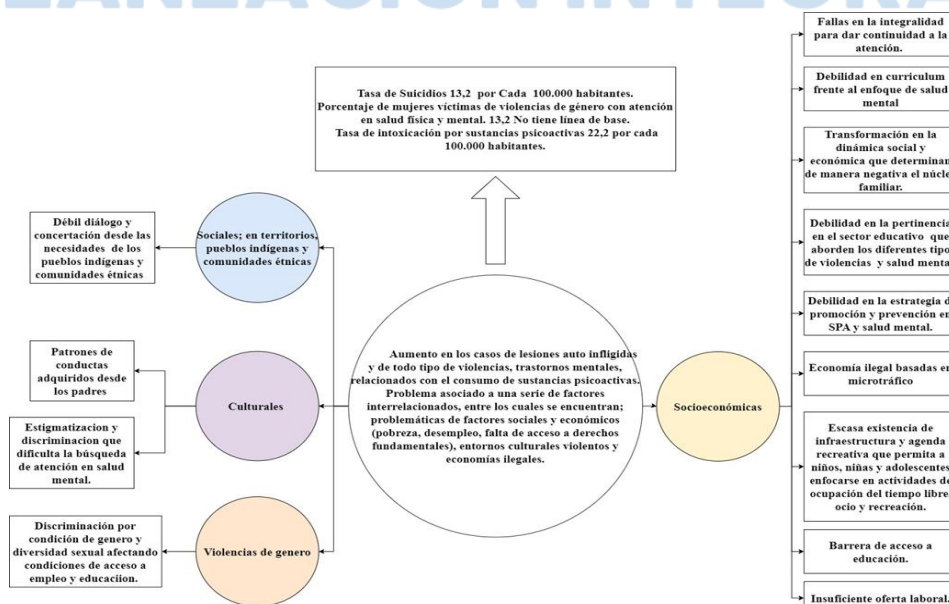 PLANEACIÓN INTEGRAL
Tasa de Suicidios 13,2 por Cada 100.000 habitantes.
Porcentaje de mujeres víctimas de violencias de género con atención
en salud física y mental. 13,2 No tiene línea de base.
Tasa de intoxicación por sustancias psicoactivas 22,2 por cada
100.000 habitantes.
Débil diálogo y
concertación desde las
necesidades de los
pueblos indígenas y
comunidades étnicas
Sociales; en territorios,
pueblos indígenas y
comunidades étnicas
Patrones de
conductas
adquiridos desde
los padres
Estigmatizacion y
discriminacion que
dificulta la búsqueda
de atención en salud
mental.
Culturales
Discriminación por
condición de genero y
diversidad sexual afectando
condiciones de acceso a
empleo y educaciion.
Violencias de genero
Aumento en los casos de lesiones auto infligidas
y de todo tipo de violencias, trastornos mentales,
relacionados con el consumo de sustancias psicoactivas.
Problema asociado a una serie de factores
interrelacionados, entre los cuales se encuentran;
problemáticas de factores sociales y económicos
(pobreza, desempleo, falta de acceso a derechos
fundamentales), entornos culturales violentos y
economías ilegales.
Socioeconómicas
Fallas en la integralidad
para dar continuidad a la
atención.
Debilidad en curriculum
frente al enfoque de salud
mental
Transformación en la
dinámica social y
económica que determinan
de manera negativa el núcleo
familiar.
Debilidad en la pertinencia
en el sector educativo que
aborden los diferentes tipo
de violencias y salud mental
Debilidad en la estrategia de
promoción y prevención en
SPA y salud mental.
Economía ilegal basadas en
microtráfico
Escasa existencia de
infraestructura y agenda
recreativa que permita a
niños, niñas y adolescentes
enfocarse en actividades de
ocupación del tiempo libre,
ocio y recreación.
Barrera de acceso a
educación.
Insuficiente oferta laboral.